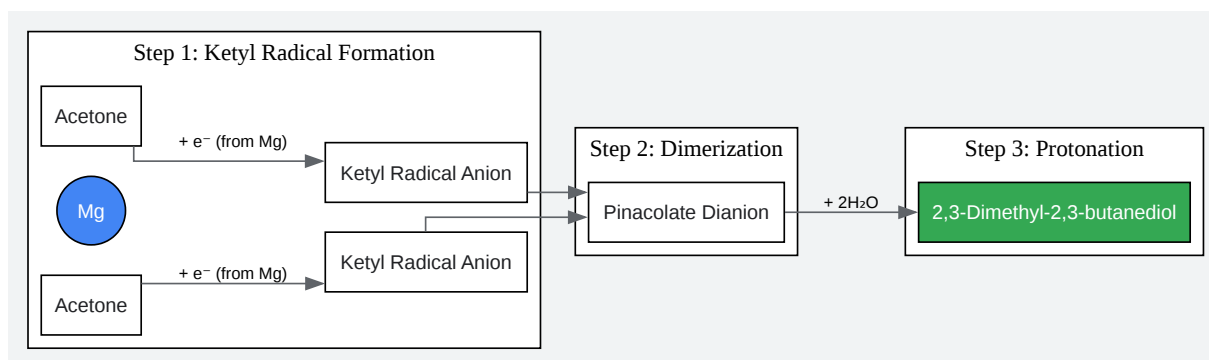 Step 1: Ketyl Radical Formation
Acetone
+ e⁻ (from Mg)
Ketyl Radical Anion
Mg
Acetone
+ e⁻ (from Mg)
Ketyl Radical Anion
Step 2: Dimerization
Pinacolate Dianion
+ 2H₂O
Step 3: Protonation
2,3-Dimethyl-2,3-butanediol